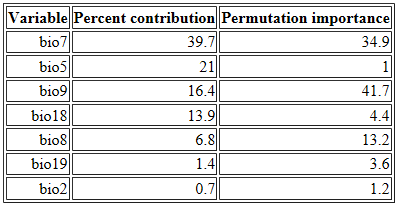 Variable Percent contribution Permutation importance
bio7 39.7 34.9
bio5 21 1
bio9 16.4 41.7
bio18 13.9 4.4
bio8 6.8 13.2
bio19 1.4 3.6
bio2 0.7 1.2